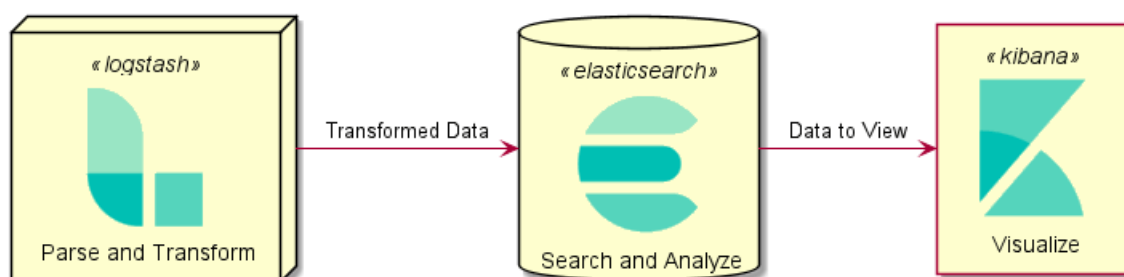 «logstash»
Parse and Transform
Transformed Data
«elasticsearch»
Search and Analyze
Data to View
«kibana»
Visualize